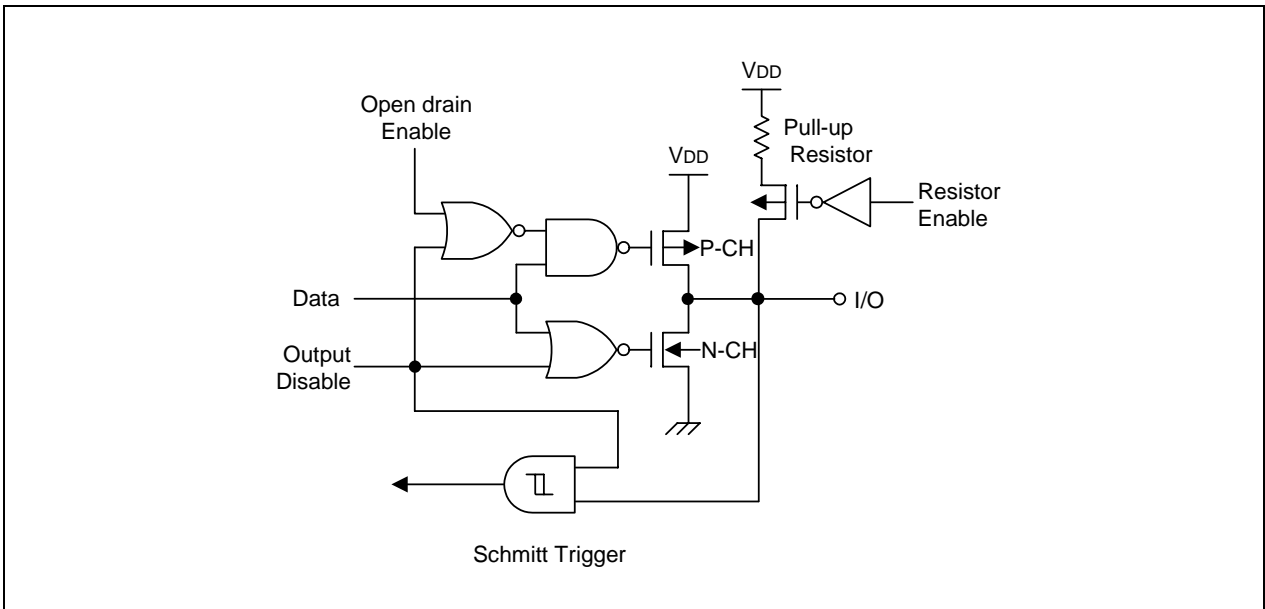 VDD
Open drain
Enable
Pull-up
Resistor
VDD
Resistor
Enable
P-CH
Data
I/O
Output
Disable
N-CH
Schmitt Trigger